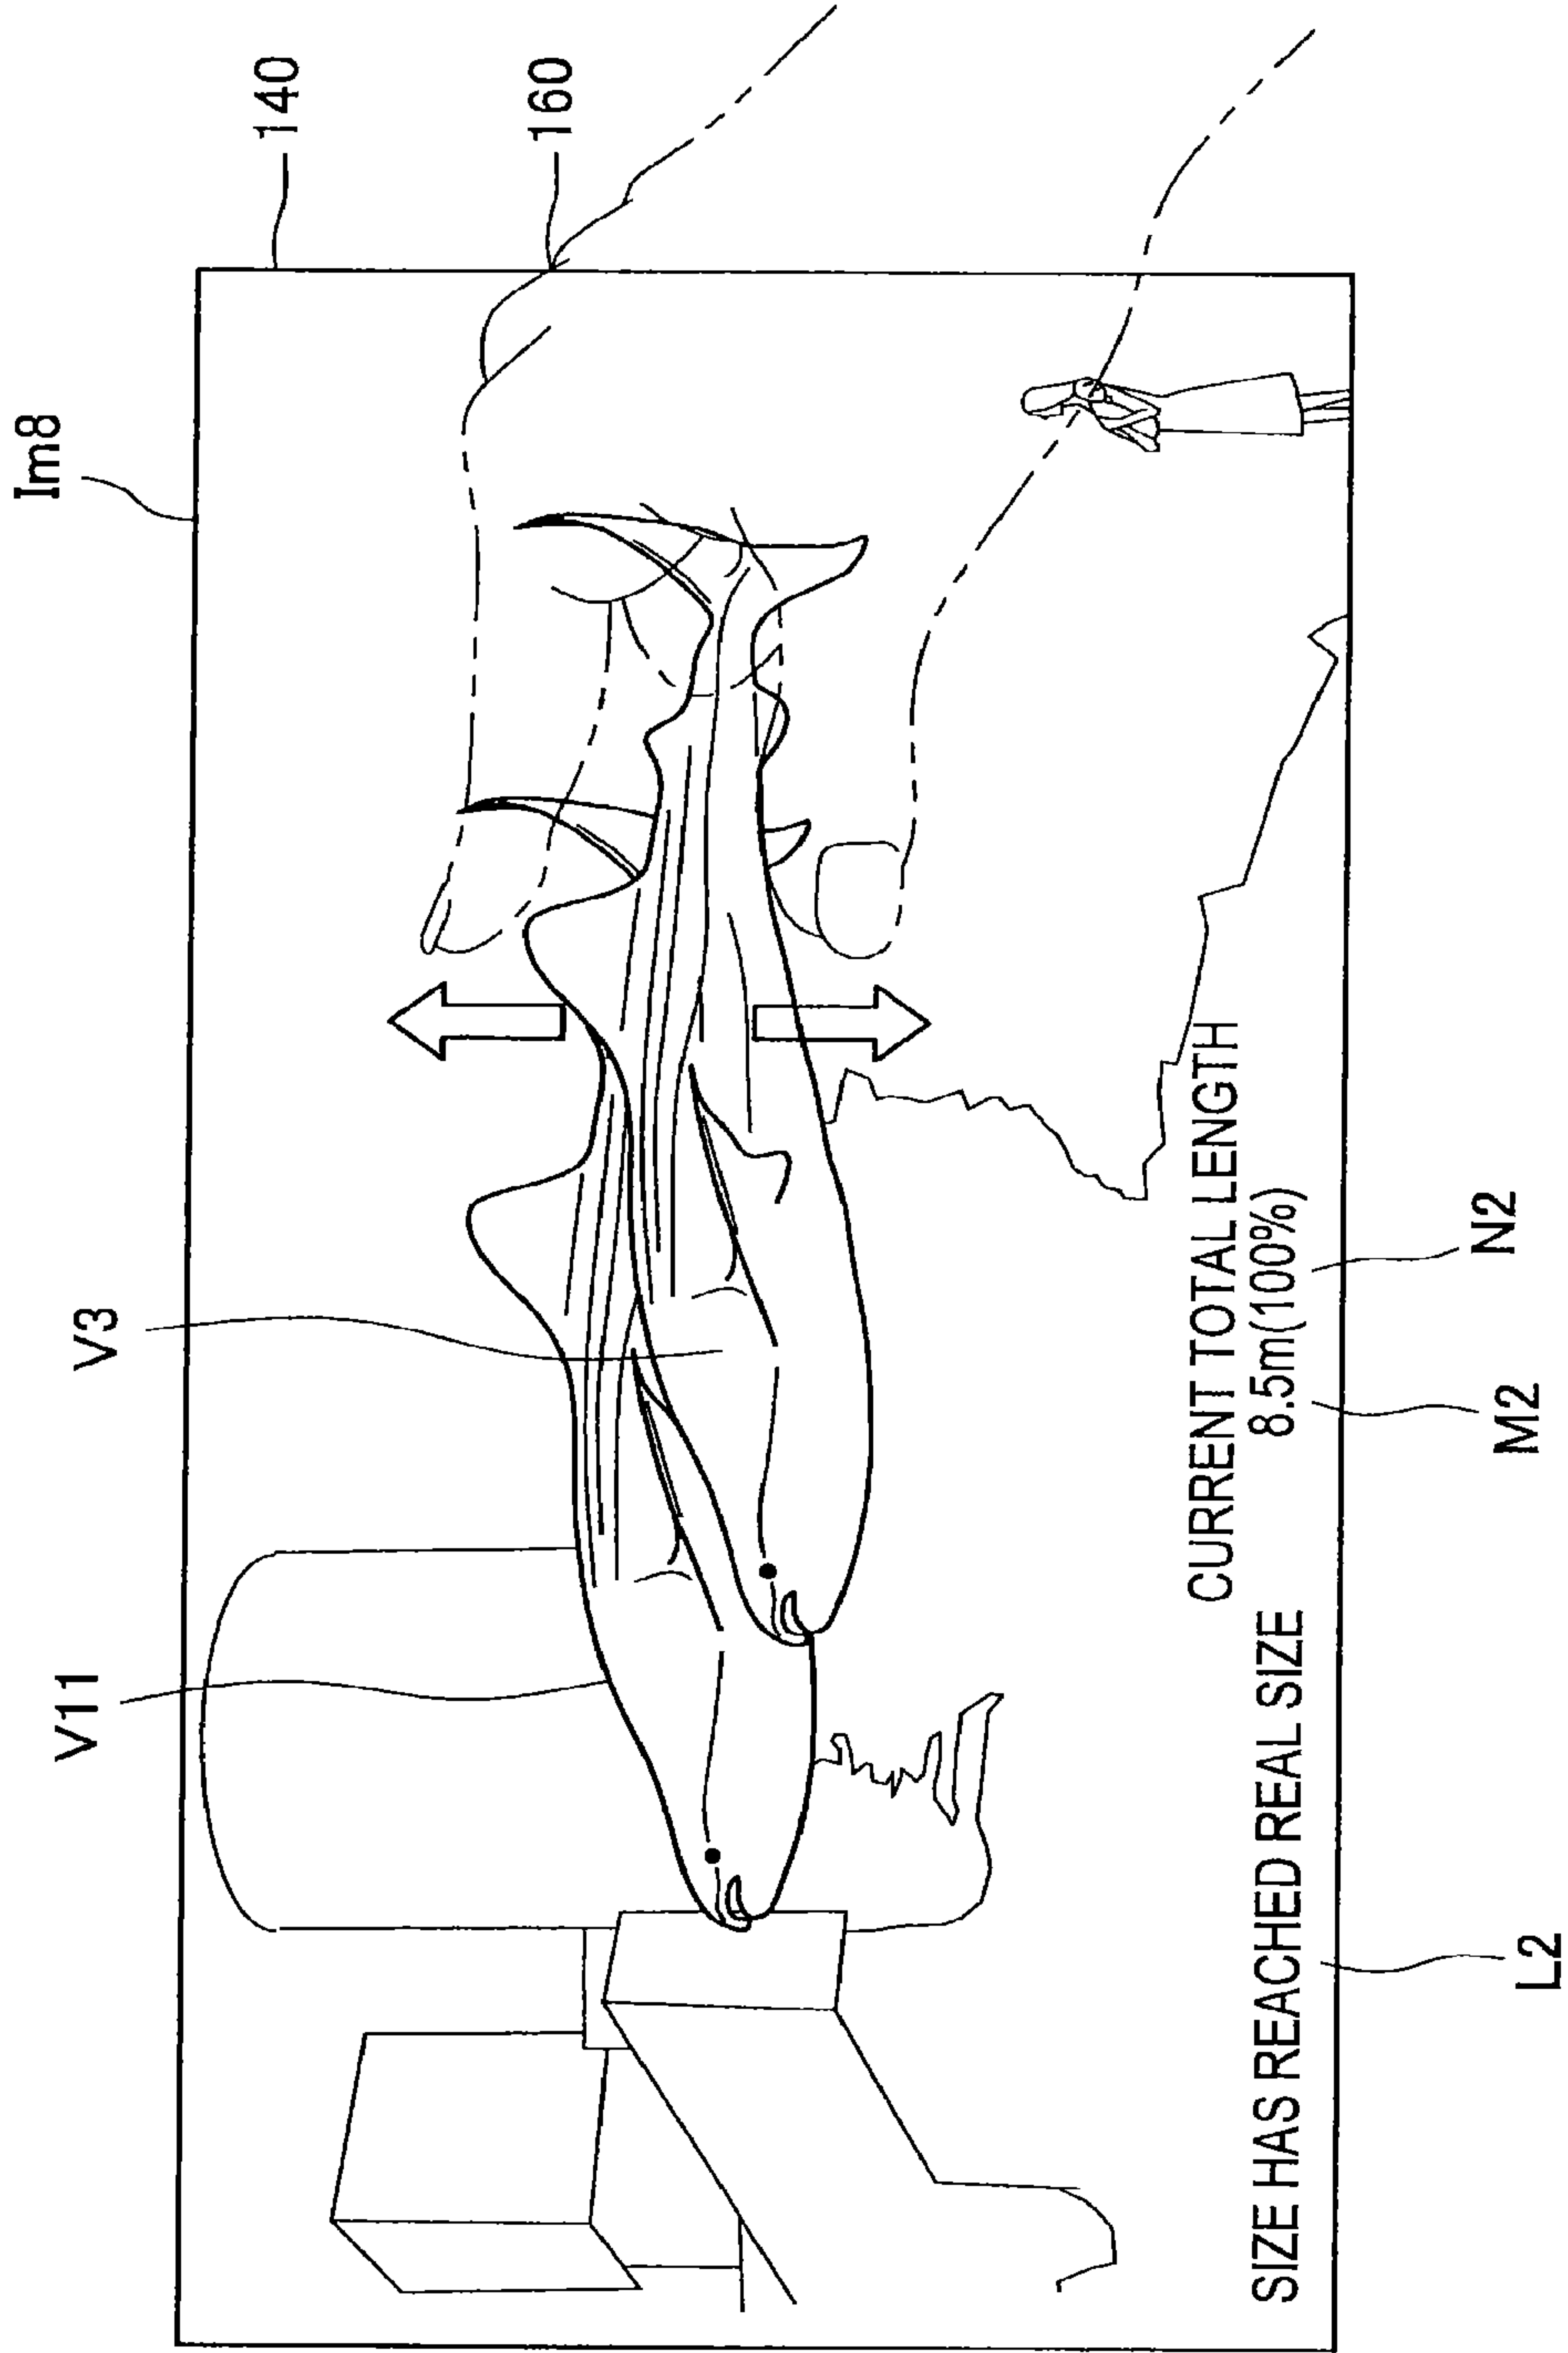 Im8
140
160
V11
V3
CURRENT TOTAL LENGTH
8.5m(100%)
SIZE HAS REACHED REAL SIZE
L2
M2
N2